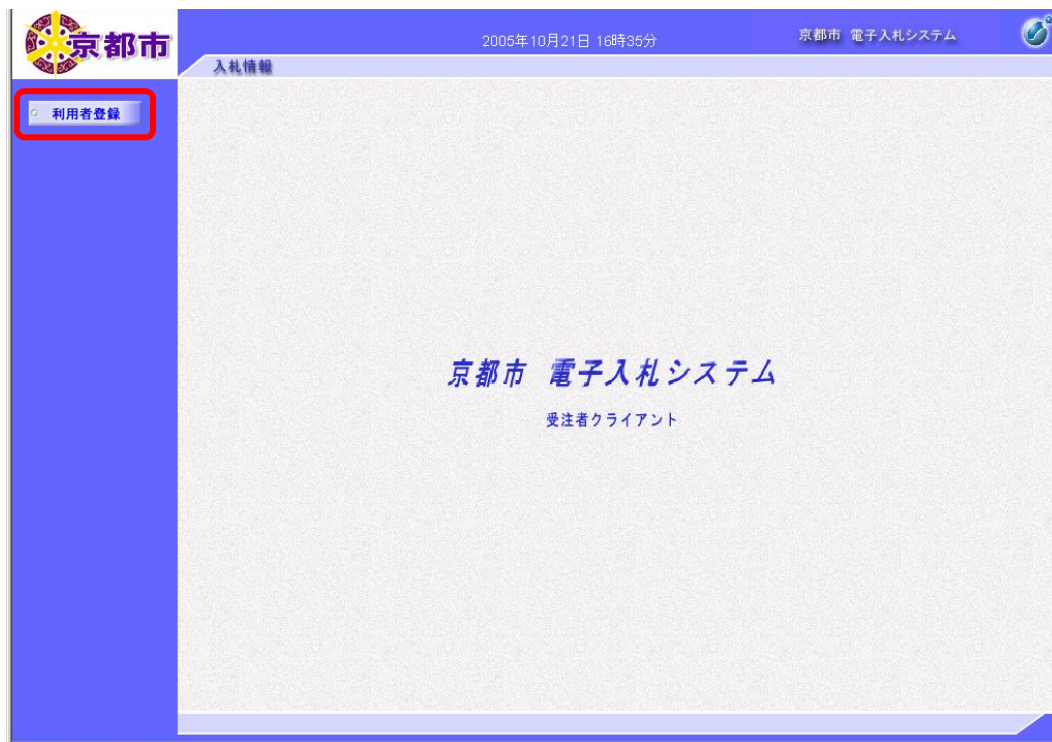 京都市
2005年10月21日 16時35分
京都市 電子入札システム
入札情報
利用者登録
京都市 電子入札システム
受注者クライアント